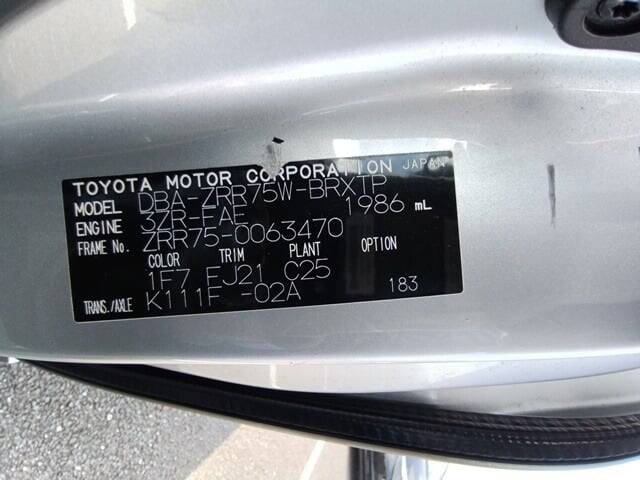 TOYOTA MOTOR CORPORATION JAPAN
MODEL DBA-ZRR75W-BRXTP
ENGINE 3ZR-FAE 1986 mL
FRAME NO. ZRR75-0063470
COLOR TRIM PLANT OPTION
1F7 FJ21 C25
TRANS./AXLE K111F -02A 183